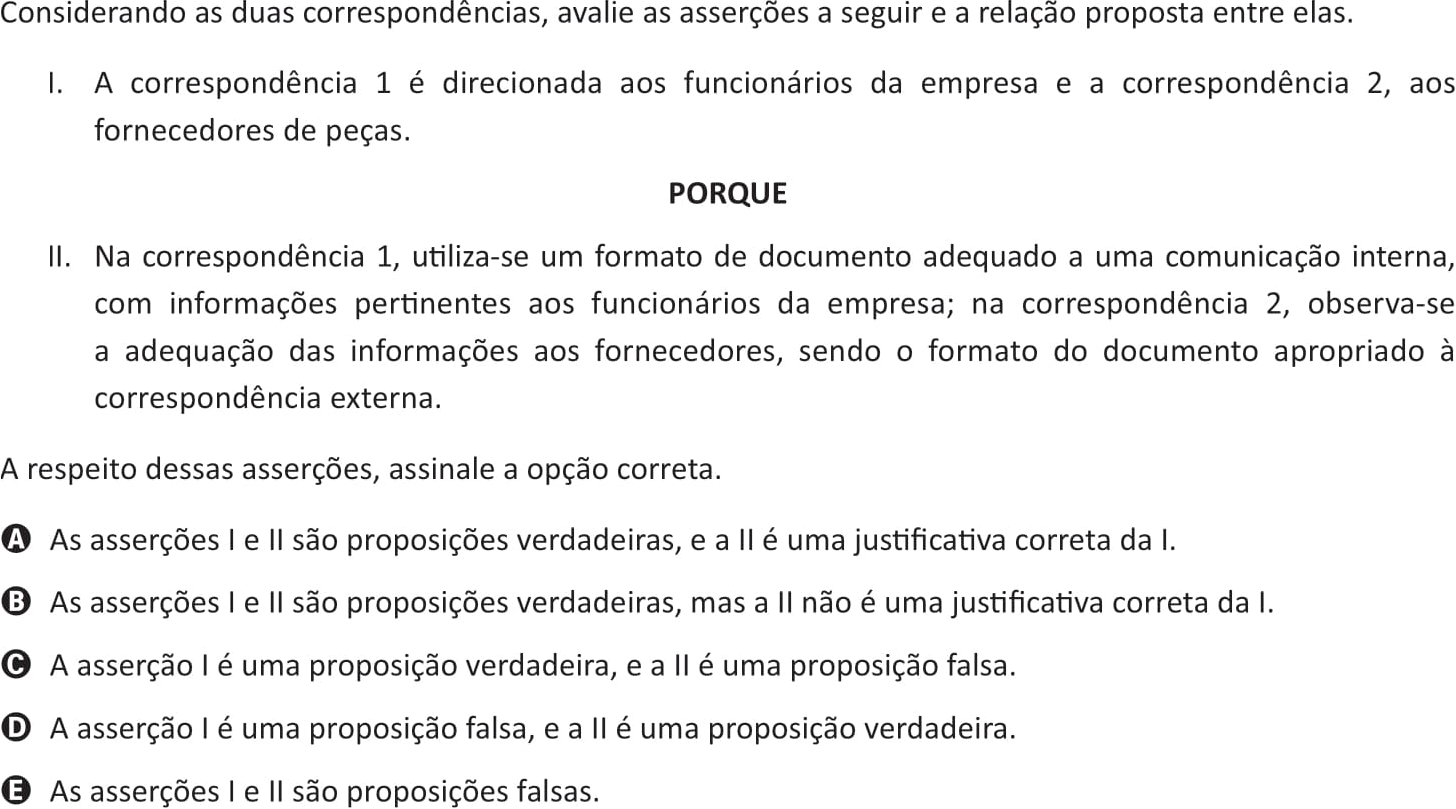 Considerando as duas correspondências, avalie as asserções a seguir e a relação proposta entre elas.
I. A correspondência 1 é direcionada aos funcionários da empresa e a correspondência 2, aos
fornecedores de peças.
PORQUE
II. Na correspondência 1, utiliza-se um formato de documento adequado a uma comunicação interna,
com informações pertinentes aos funcionários da empresa; na correspondência 2, observa-se
a adequação das informações aos fornecedores, sendo o formato do documento apropriado à
correspondência externa.
A respeito dessas asserções, assinale a opção correta.
A As asserções I e II são proposições verdadeiras, e a II é uma justificativa correta da I.
B As asserções I e II são proposições verdadeiras, mas a II não é uma justificativa correta da I.
C A asserção I é uma proposição verdadeira, e a II é uma proposição falsa.
D A asserção I é uma proposição falsa, e a II é uma proposição verdadeira.
E As asserções I e II são proposições falsas.